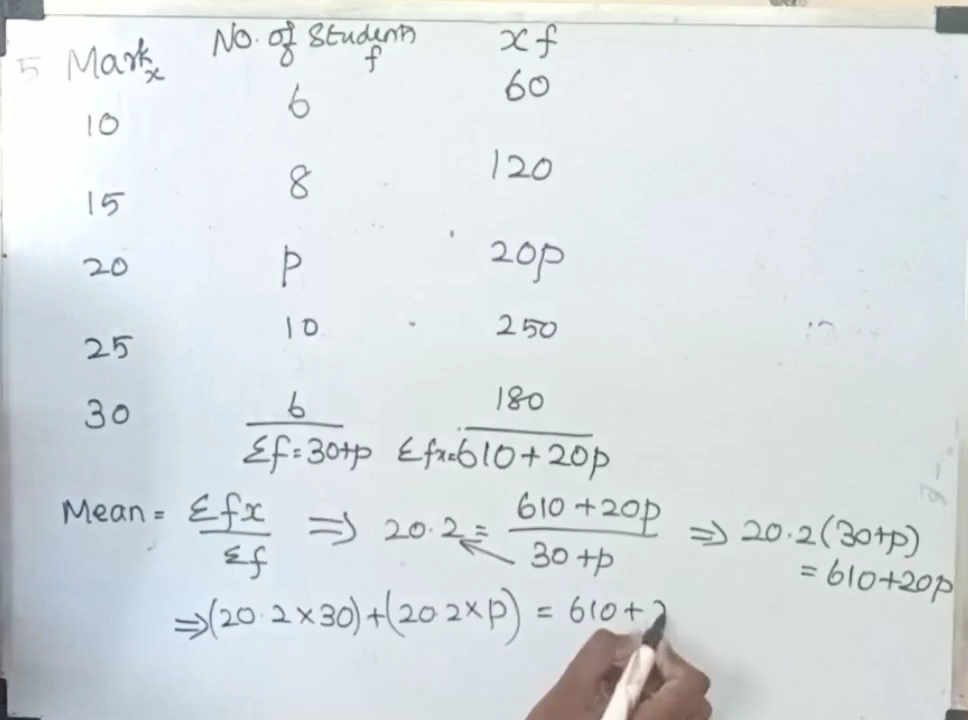 5 Mark x No. of Students f xf
10 6 60
15 8 120
20 p 20p
25 10 250
30 6 180
Σf=30+p Σfx=610+20p
Mean = Σfx/Σf ⇒ 20.2 = 610+20p/30+p ⇒ 20.2(30+p)
= 610+20p
⇒(20.2×30)+(20.2×p) = 610+2